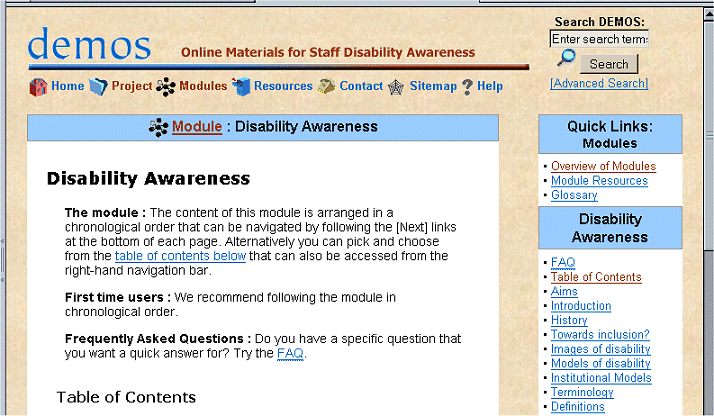 demos
Online Materials for Staff Disability Awareness
Search DEMOS:
Enter search terms
Search
[Advanced Search]
Home Project Modules Resources Contact Sitemap Help
Module : Disability Awareness
Disability Awareness
The module : The content of this module is arranged in a
chronological order that can be navigated by following the [Next] links
at the bottom of each page. Alternatively you can pick and choose
from the table of contents below that can also be accessed from the
right-hand navigation bar.
First time users : We recommend following the module in
chronological order.
Frequently Asked Questions : Do you have a specific question that
you want a quick answer for? Try the FAQ.
Table of Contents
Quick Links:
Modules
• Overview of Modules
• Module Resources
• Glossary
Disability
Awareness
• FAQ
• Table of Contents
• Aims
• Introduction
• History
• Towards inclusion?
• Images of disability
• Models of disability
• Institutional Models
• Terminology
• Definitions